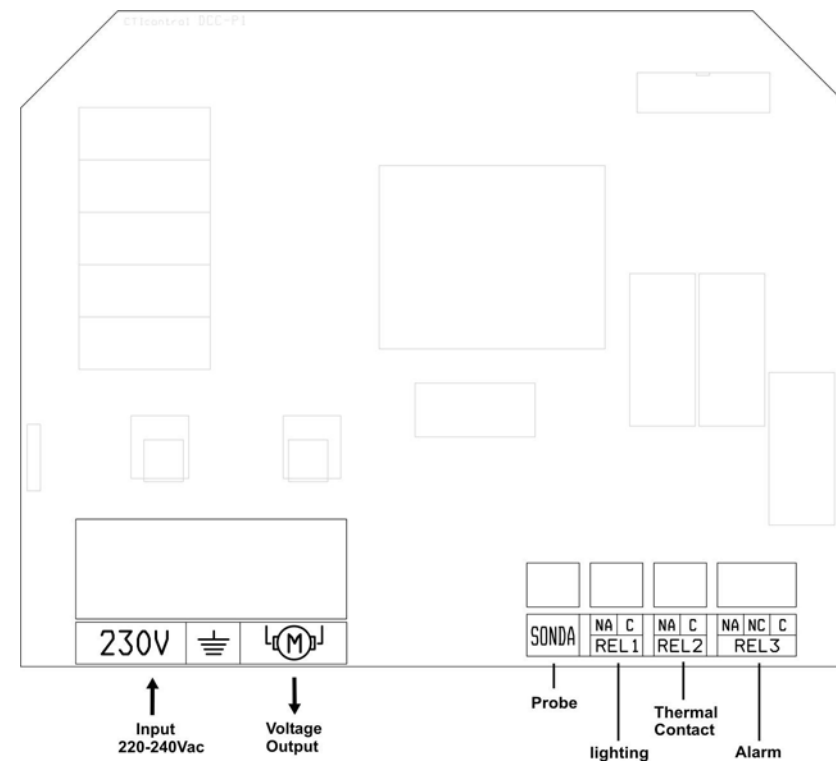 CTIcontrol DCC-P1
230V
M
SONDA
NA C
REL1
NA C
REL2
NA NC C
REL3
Input
220-240Vac
Voltage
Output
Probe
lighting
Thermal
Contact
Alarm